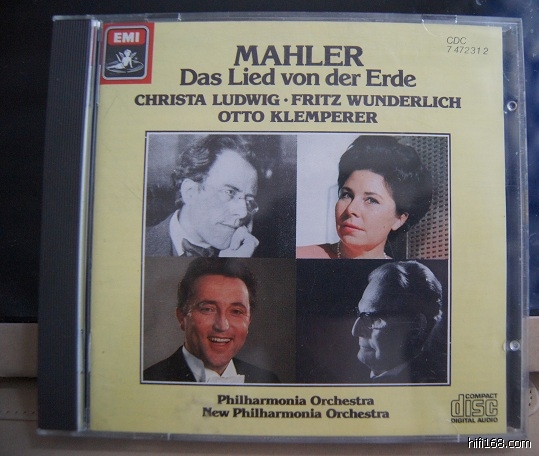 EMI
CDC
7 47231 2
MAHLER
Das Lied von der Erde
CHRISTA LUDWIG · FRITZ WUNDERLICH
OTTO KLEMPERER
Philharmonia Orchestra
New Philharmonia Orchestra
COMPACT
disc
DIGITAL AUDIO
hifi168.com